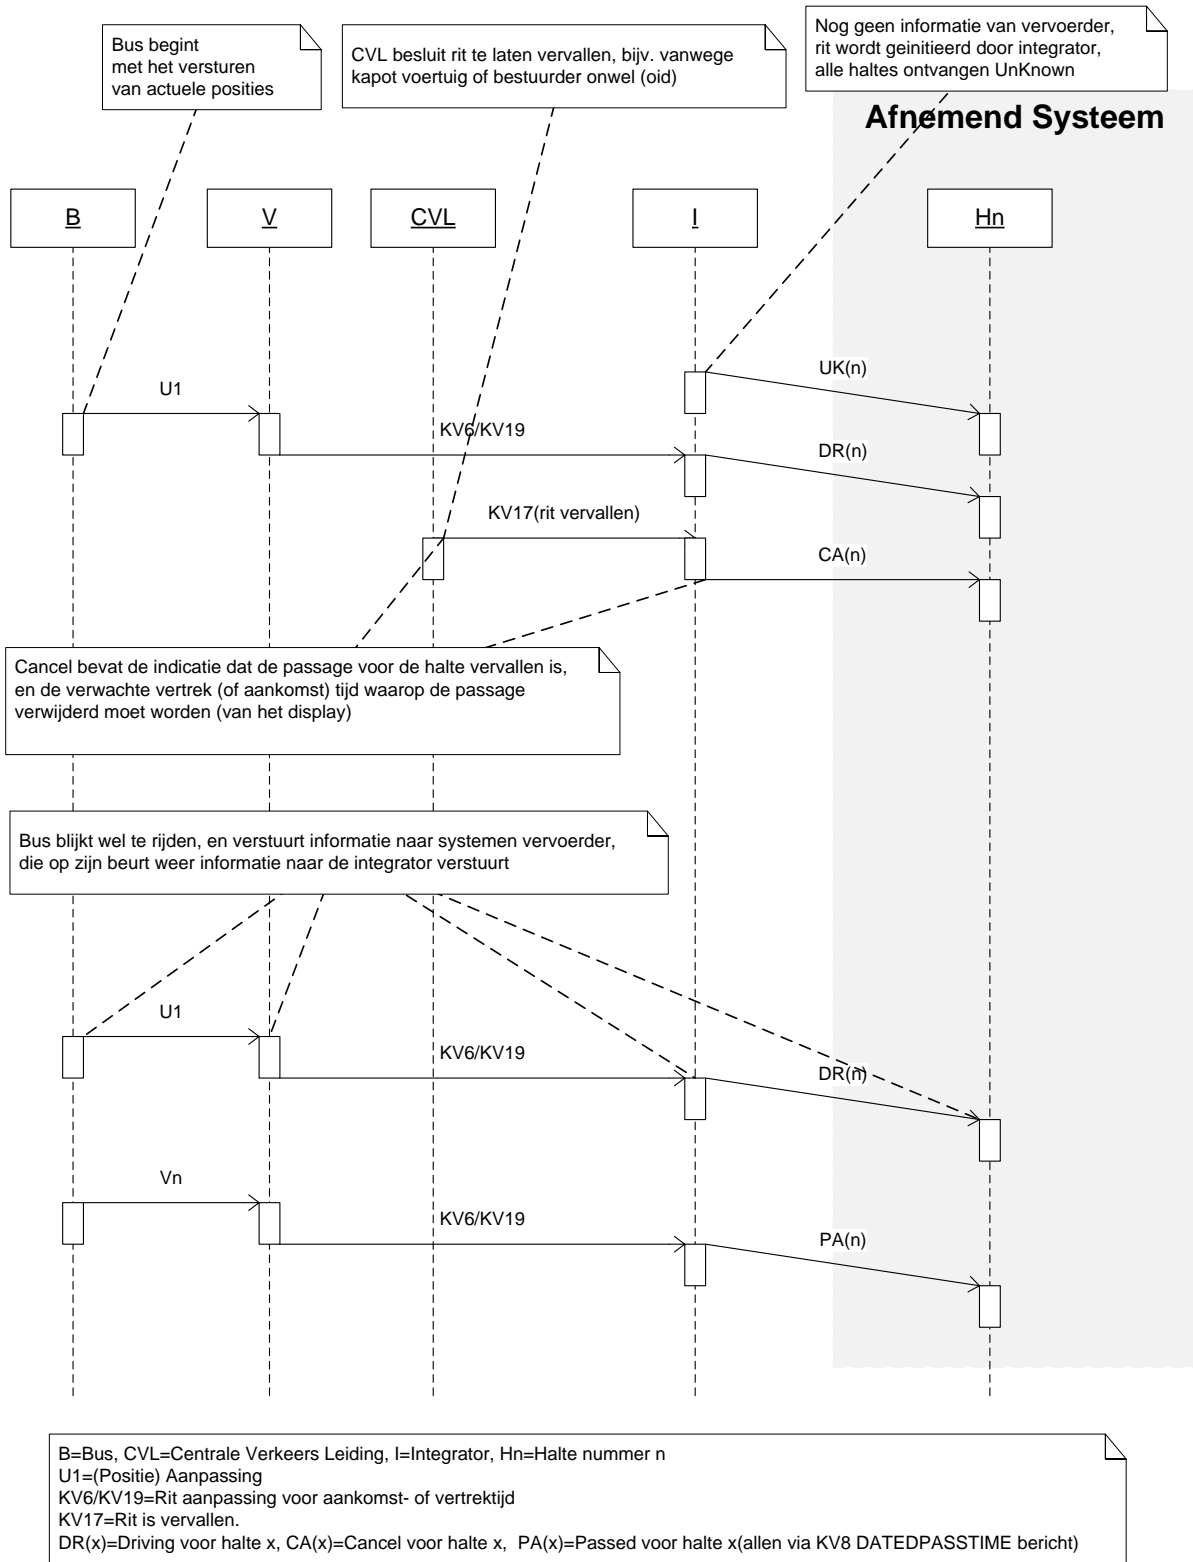 Bus begint
met het versturen
van actuele posities
CVL besluit rit te laten vervallen, bijv. vanwege
kapot voertuig of bestuurder onwel (oid)
Nog geen informatie van vervoerder,
rit wordt geinitieerd door integrator,
alle haltes ontvangen UnKnown
Afnemend Systeem
B
V
CVL
I
Hn
UK(n)
U1
KV6/KV19
DR(n)
KV17(rit vervallen)
CA(n)
Cancel bevat de indicatie dat de passage voor de halte vervallen is,
en de verwachte vertrek (of aankomst) tijd waarop de passage
verwijderd moet worden (van het display)
Bus blijkt wel te rijden, en verstuurt informatie naar systemen vervoerder,
die op zijn beurt weer informatie naar de integrator verstuurt
U1
KV6/KV19
DR(n)
Vn
KV6/KV19
PA(n)
B=Bus, CVL=Centrale Verkeers Leiding, I=Integrator, Hn=Halte nummer n
U1=(Positie) Aanpassing
KV6/KV19=Rit aanpassing voor aankomst- of vertrektijd
KV17=Rit is vervallen.
DR(x)=Driving voor halte x, CA(x)=Cancel voor halte x, PA(x)=Passed voor halte x(allen via KV8 DATEDPASSTIME bericht)